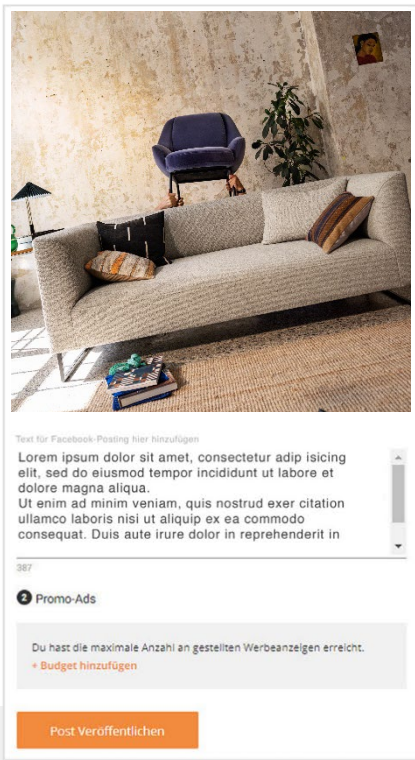 Text für Facebook-Posting hier hinzufügen
Lorem ipsum dolor sit amet, consectetur adip isicing
elit, sed do eiusmod tempor incididunt ut labore et
dolore magna aliqua.
Ut enim ad minim veniam, quis nostrud exer citation
ullamco laboris nisi ut aliquip ex ea commodo
consequat. Duis aute irure dolor in reprehenderit in
387
2 Promo-Ads
Du hast die maximale Anzahl an gestellten Werbeanzeigen erreicht.
+ Budget hinzufügen
Post Veröffentlichen